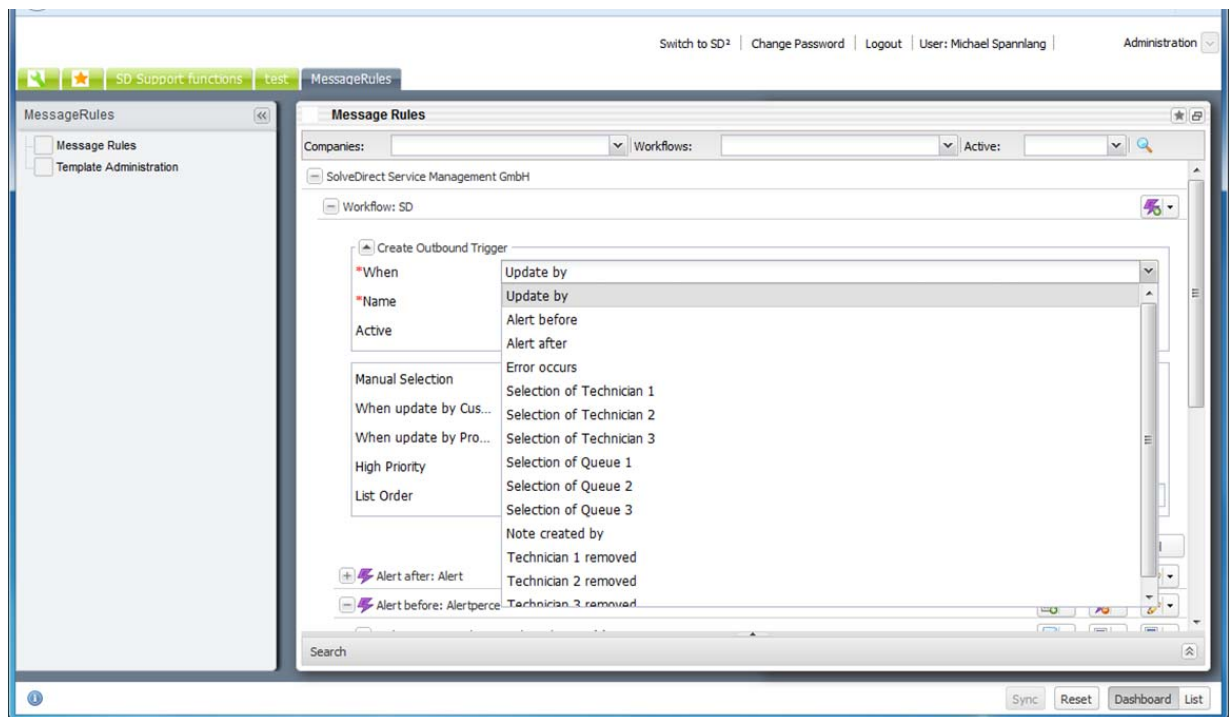 Switch to SD² | Change Password | Logout | User: Michael Spannlang | Administration
SD Support functions test MessageRules
MessageRules
Message Rules
Template Administration
Message Rules
Companies: Workflows: Active:
SolveDirect Service Management GmbH
Workflow: SD
Create Outbound Trigger
*When Update by
*Name
Active
Update by
Alert before
Alert after
Error occurs
Selection of Technician 1
Selection of Technician 2
Selection of Technician 3
Selection of Queue 1
Selection of Queue 2
Selection of Queue 3
Note created by
Technician 1 removed
Technician 2 removed
Technician 3 removed
Manual Selection
When update by Cus...
When update by Pro...
High Priority
List Order
Alert after: Alert
Alert before: Alertperce
Search
Sync Reset Dashboard List